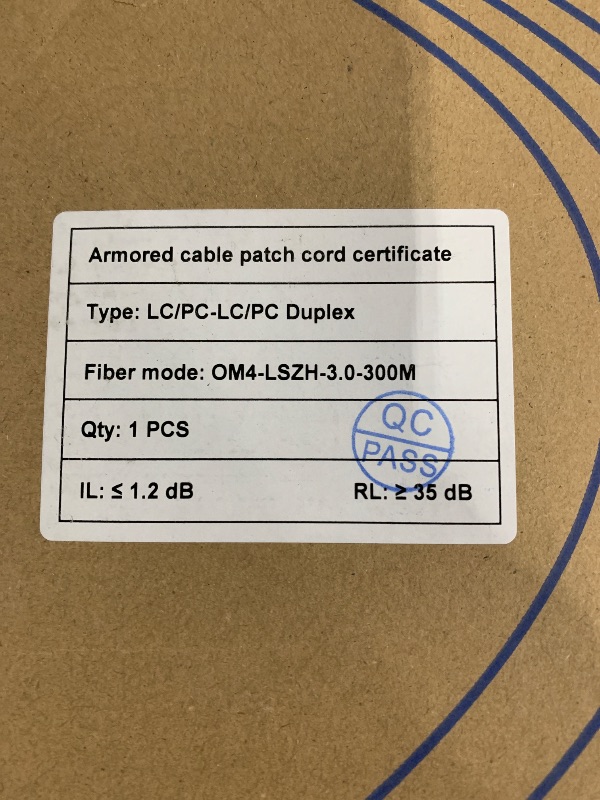 Armored cable patch cord certificate
Type: LC/PC-LC/PC Duplex
Fiber mode: OM4-LSZH-3.0-300M
Qty: 1 PCS
QC
PASS
IL: ≤ 1.2 dB RL: ≥ 35 dB